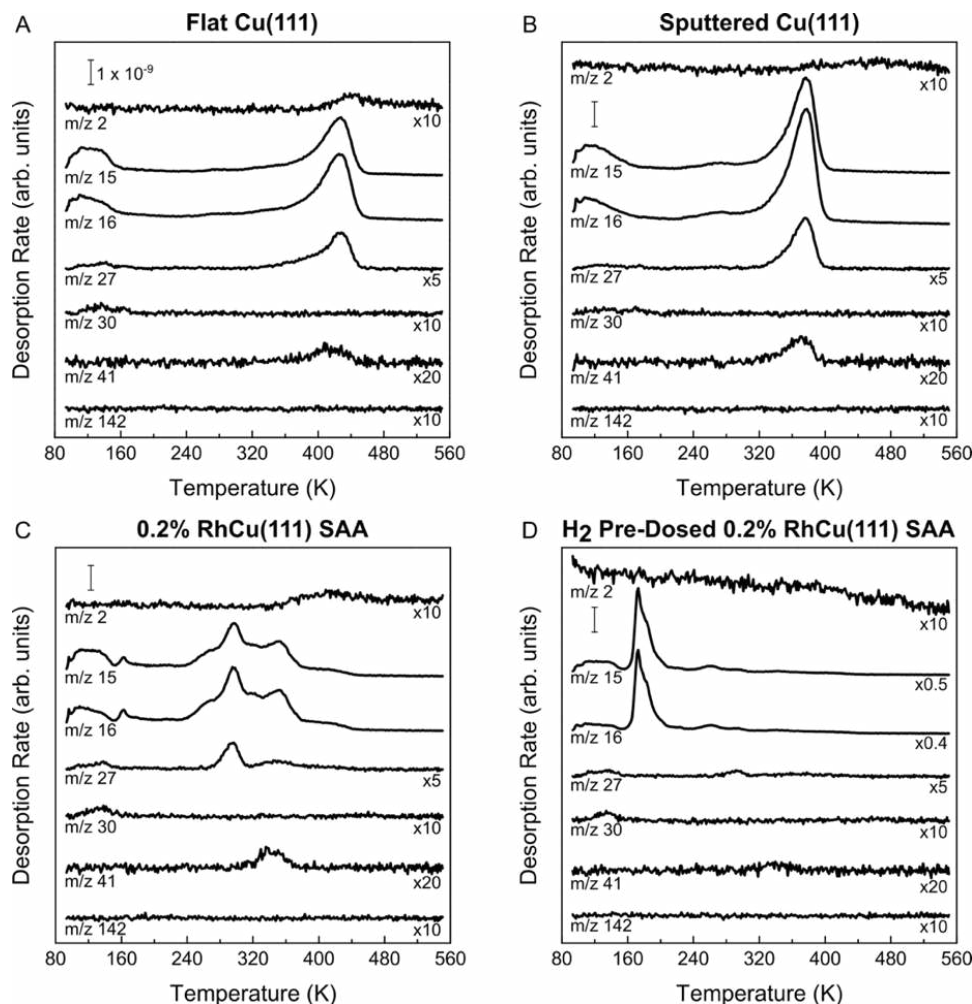 A Flat Cu(111)
1 x 10⁻⁹
m/z 2 x10
m/z 15
m/z 16
m/z 27 x5
m/z 30 x10
m/z 41 x20
m/z 142 x10
80 160 240 320 400 480 560
Temperature (K)
Desorption Rate (arb. units)
B Sputtered Cu(111)
m/z 2 x10
m/z 15
m/z 16
m/z 27 x5
m/z 30 x10
m/z 41 x20
m/z 142 x10
80 160 240 320 400 480 560
Temperature (K)
Desorption Rate (arb. units)
C 0.2% RhCu(111) SAA
m/z 2 x10
m/z 15
m/z 16
m/z 27 x5
m/z 30 x10
m/z 41 x20
m/z 142 x10
80 160 240 320 400 480 560
Temperature (K)
Desorption Rate (arb. units)
D H₂ Pre-Dosed 0.2% RhCu(111) SAA
m/z 2 x10
m/z 15 x0.5
m/z 16 x0.4
m/z 27 x5
m/z 30 x10
m/z 41 x20
m/z 142 x10
80 160 240 320 400 480 560
Temperature (K)
Desorption Rate (arb. units)